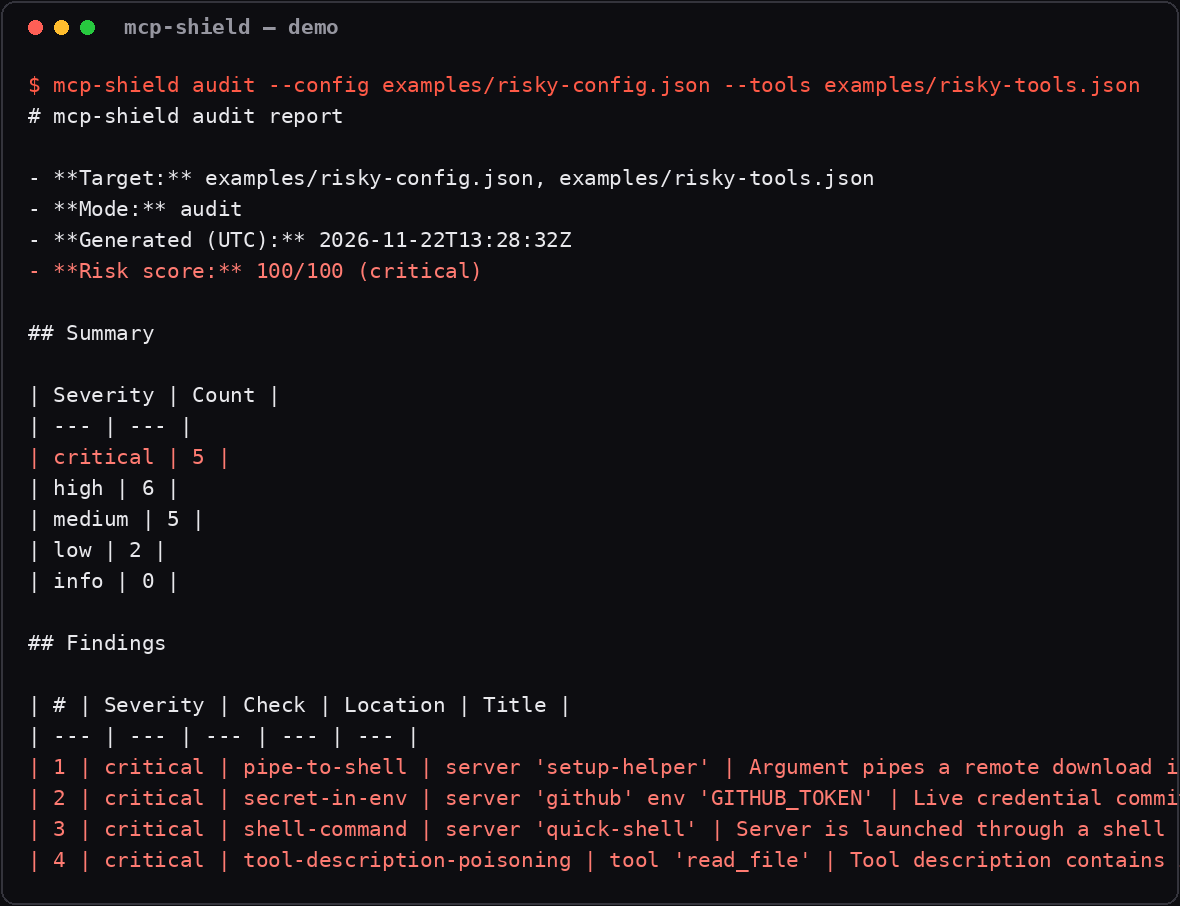 mcp-shield — demo
$ mcp-shield audit --config examples/risky-config.json --tools examples/risky-tools.json
# mcp-shield audit report
- **Target:** examples/risky-config.json, examples/risky-tools.json
- **Mode:** audit
- **Generated (UTC):** 2026-11-22T13:28:32Z
- **Risk score:** 100/100 (critical)
## Summary
| Severity | Count |
| --- | --- |
| critical | 5 |
| high | 6 |
| medium | 5 |
| low | 2 |
| info | 0 |
## Findings
| # | Severity | Check | Location | Title |
| --- | --- | --- | --- | --- |
| 1 | critical | pipe-to-shell | server 'setup-helper' | Argument pipes a remote download
| 2 | critical | secret-in-env | server 'github' env 'GITHUB_TOKEN' | Live credential
| 3 | critical | shell-command | server 'quick-shell' | Server is launched through a shell
| 4 | critical | tool-description-poisoning | tool 'read_file' | Tool description contains